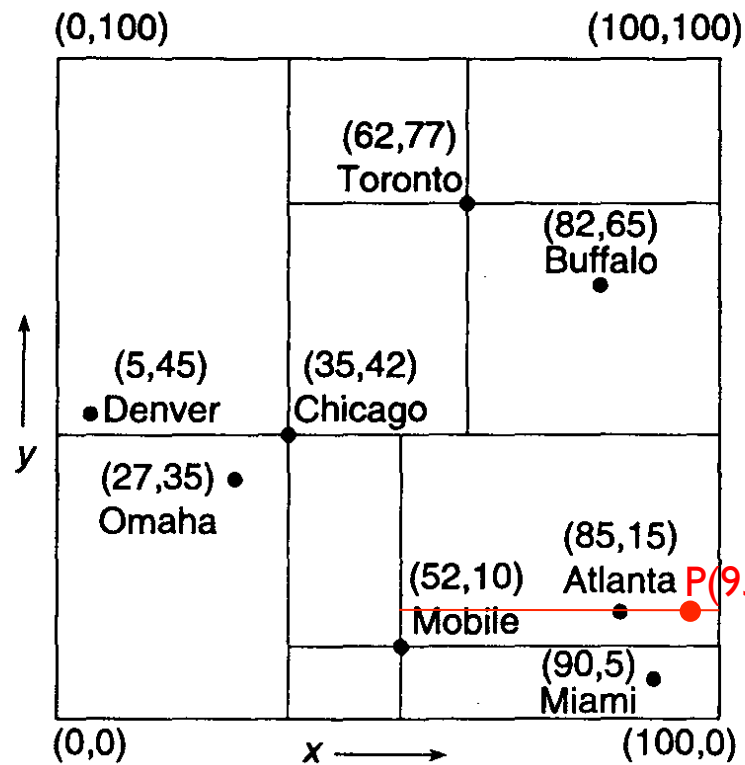 (0,100)
(100,100)
(62,77)
Toronto
(82,65)
Buffalo
(5,45)
Denver
(35,42)
Chicago
y
(27,35)
Omaha
(85,15)
Atlanta
P(9
(52,10)
Mobile
(90,5)
Miami
(0,0)
x
(100,0)